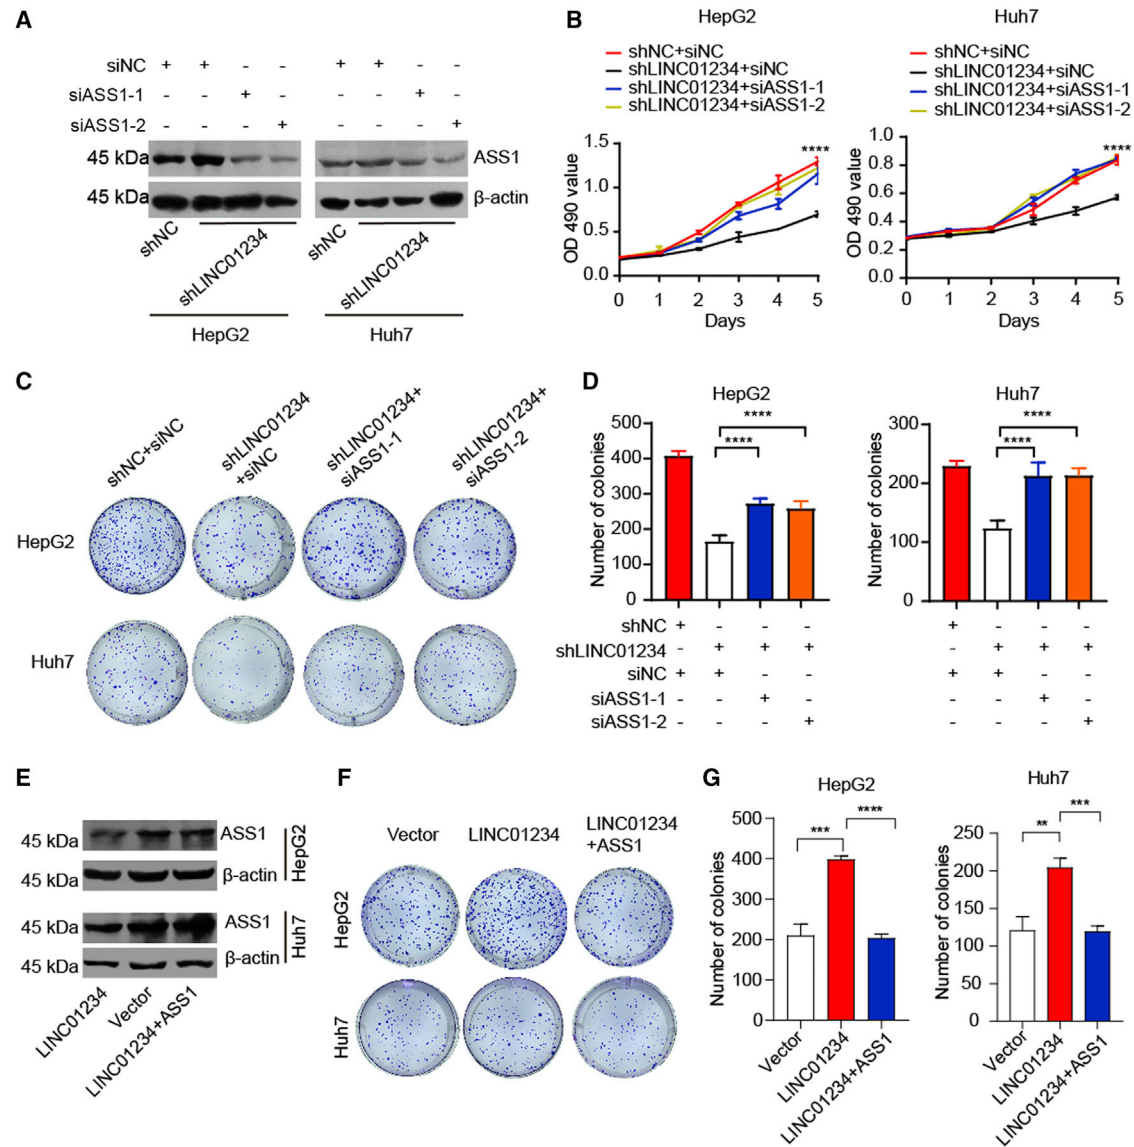 A
siNC + + - - + + - -
siASS1-1 - - + - - - + -
siASS1-2 - - - + - - - +
45 kDa ASS1
45 kDa β-actin
shNC shLINC01234 shNC shLINC01234
HepG2 Huh7
B
HepG2
shNC+siNC
shLINC01234+siNC
shLINC01234+siASS1-1
shLINC01234+siASS1-2
OD 490 value
1.5
1.0
0.5
0.0
****
0 1 2 3 4 5
Days
Huh7
shNC+siNC
shLINC01234+siNC
shLINC01234+siASS1-1
shLINC01234+siASS1-2
OD 490 value
1.0
0.8
0.6
0.4
0.2
0.0
****
0 1 2 3 4 5
Days
C
shNC+siNC
shLINC01234
+siNC
shLINC01234+
siASS1-1
shLINC01234+
siASS1-2
HepG2
Huh7
D
HepG2
Number of colonies
500
400
300
200
100
0
****
****
Huh7
Number of colonies
300
200
100
0
****
****
shNC + - - - + - - -
shLINC01234 - + + + - + + +
siNC + + - - + + - -
siASS1-1 - - + - - - + -
siASS1-2 - - - + - - - +
E
45 kDa ASS1
45 kDa β-actin
HepG2
45 kDa ASS1
45 kDa β-actin
Huh7
LINC01234
Vector
LINC01234+ASS1
F
Vector LINC01234 LINC01234
+ASS1
HepG2
Huh7
G
HepG2
Number of colonies
500
400
300
200
100
0
*** ****
Vector
LINC01234
LINC01234+ASS1
Huh7
Number of colonies
250
200
150
100
50
0
** ***
Vector
LINC01234
LINC01234+ASS1